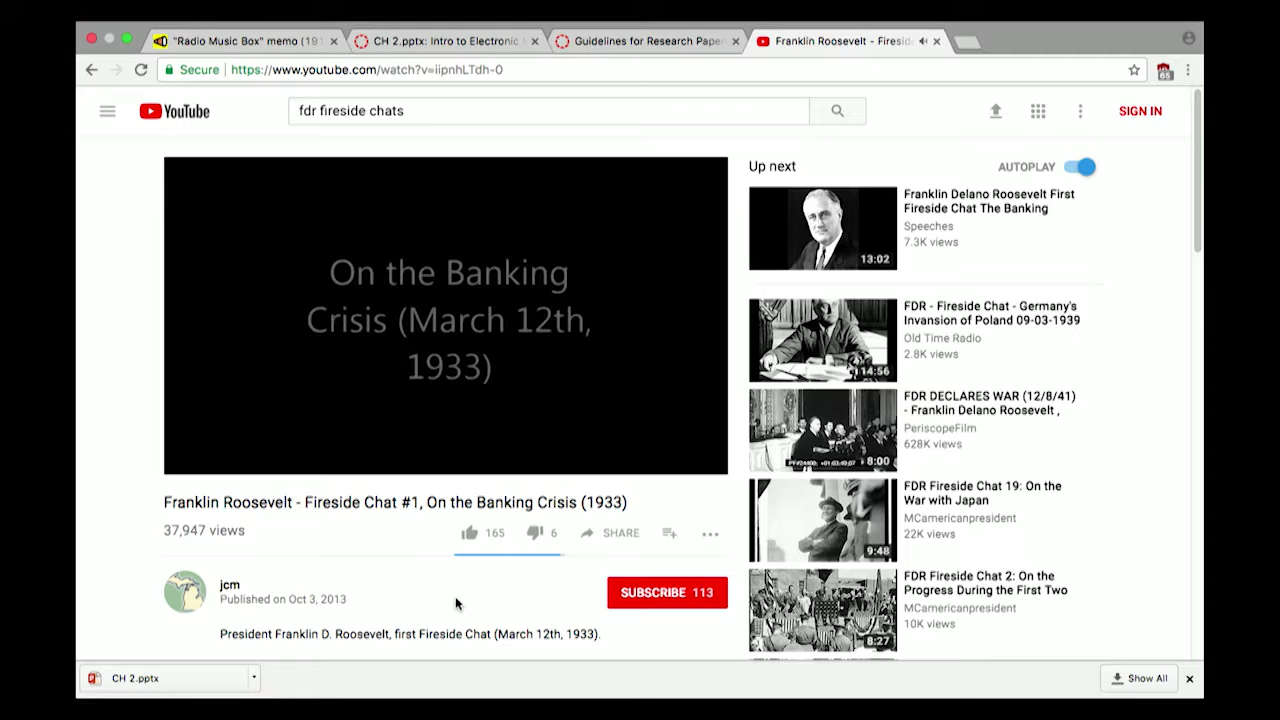 "Radio Music Box" memo (191
CH 2.pptx: Intro to Electronic
Guidelines for Research Paper
Franklin Roosevelt - Fireside
Secure
https://www.youtube.com/watch?v=iipnhLTdh-0
65
YouTube
fdr fireside chats
SIGN IN
On the Banking
Crisis (March 12th,
1933)
Franklin Roosevelt - Fireside Chat #1, On the Banking Crisis (1933)
37,947 views
165
6
SHARE
jcm
Published on Oct 3, 2013
SUBSCRIBE 113
President Franklin D. Roosevelt, first Fireside Chat (March 12th, 1933).
Up next
AUTOPLAY
13:02
Franklin Delano Roosevelt First
Fireside Chat The Banking
Speeches
7.3K views
14:56
FDR - Fireside Chat - Germany's
Invansion of Poland 09-03-1939
Old Time Radio
2.8K views
8:00
FDR DECLARES WAR (12/8/41)
- Franklin Delano Roosevelt ,
PeriscopeFilm
628K views
9:48
FDR Fireside Chat 19: On the
War with Japan
MCamericanpresident
22K views
8:27
FDR Fireside Chat 2: On the
Progress During the First Two
MCamericanpresident
10K views
CH 2.pptx
Show All